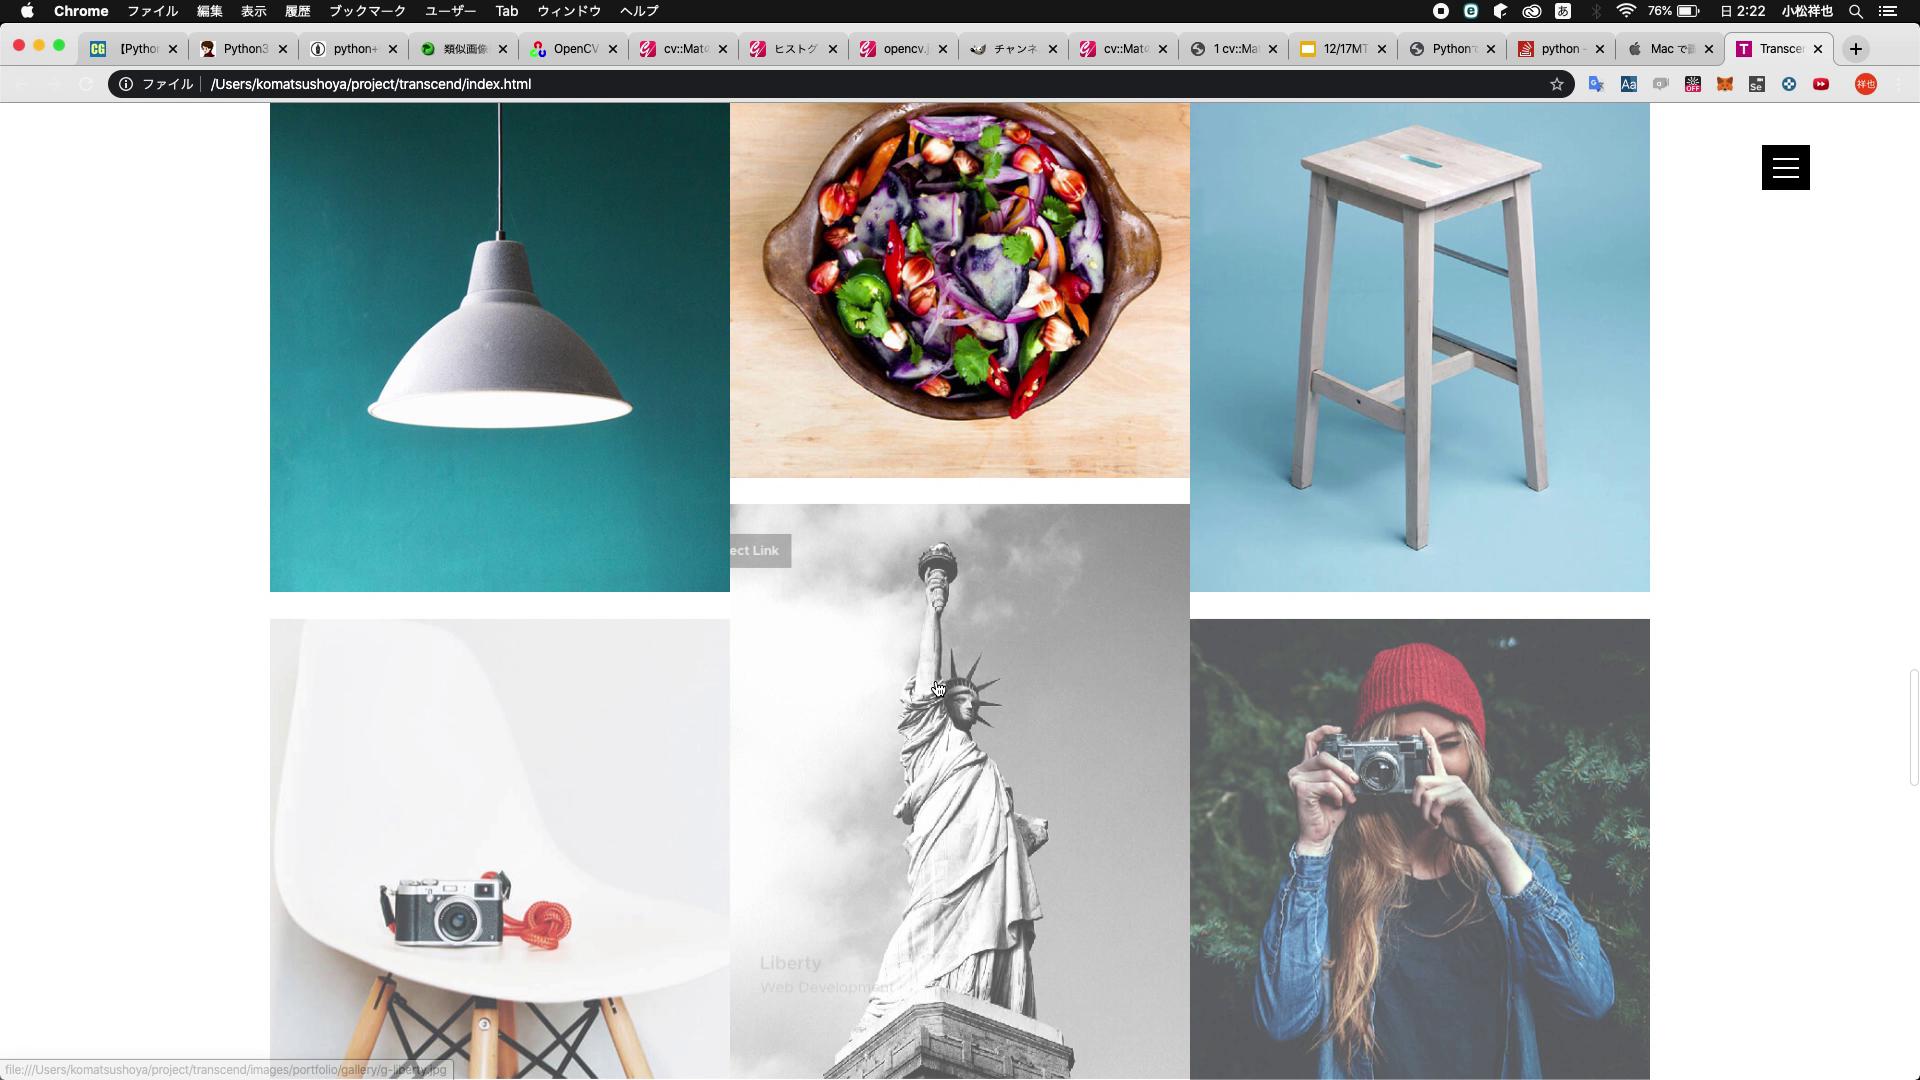 Chrome ファイル 編集 表示 履歴 ブックマーク ユーザー Tab ウィンドウ ヘルプ
76% 日 2:22 小松祥也
【Pytho Python3 python+ 類似画像 OpenCV cv::Mat ヒストグ opencv. チャンネ cv::Mat 1 cv::Ma 12/17MT Python python - Mac で Transce
ファイル /Users/komatsushoya/project/transcend/index.html
祥也
ect Link
Liberty
Web Development
file:///Users/komatsushoya/project/transcend/images/portfolio/gallery/g-liberty.jpg